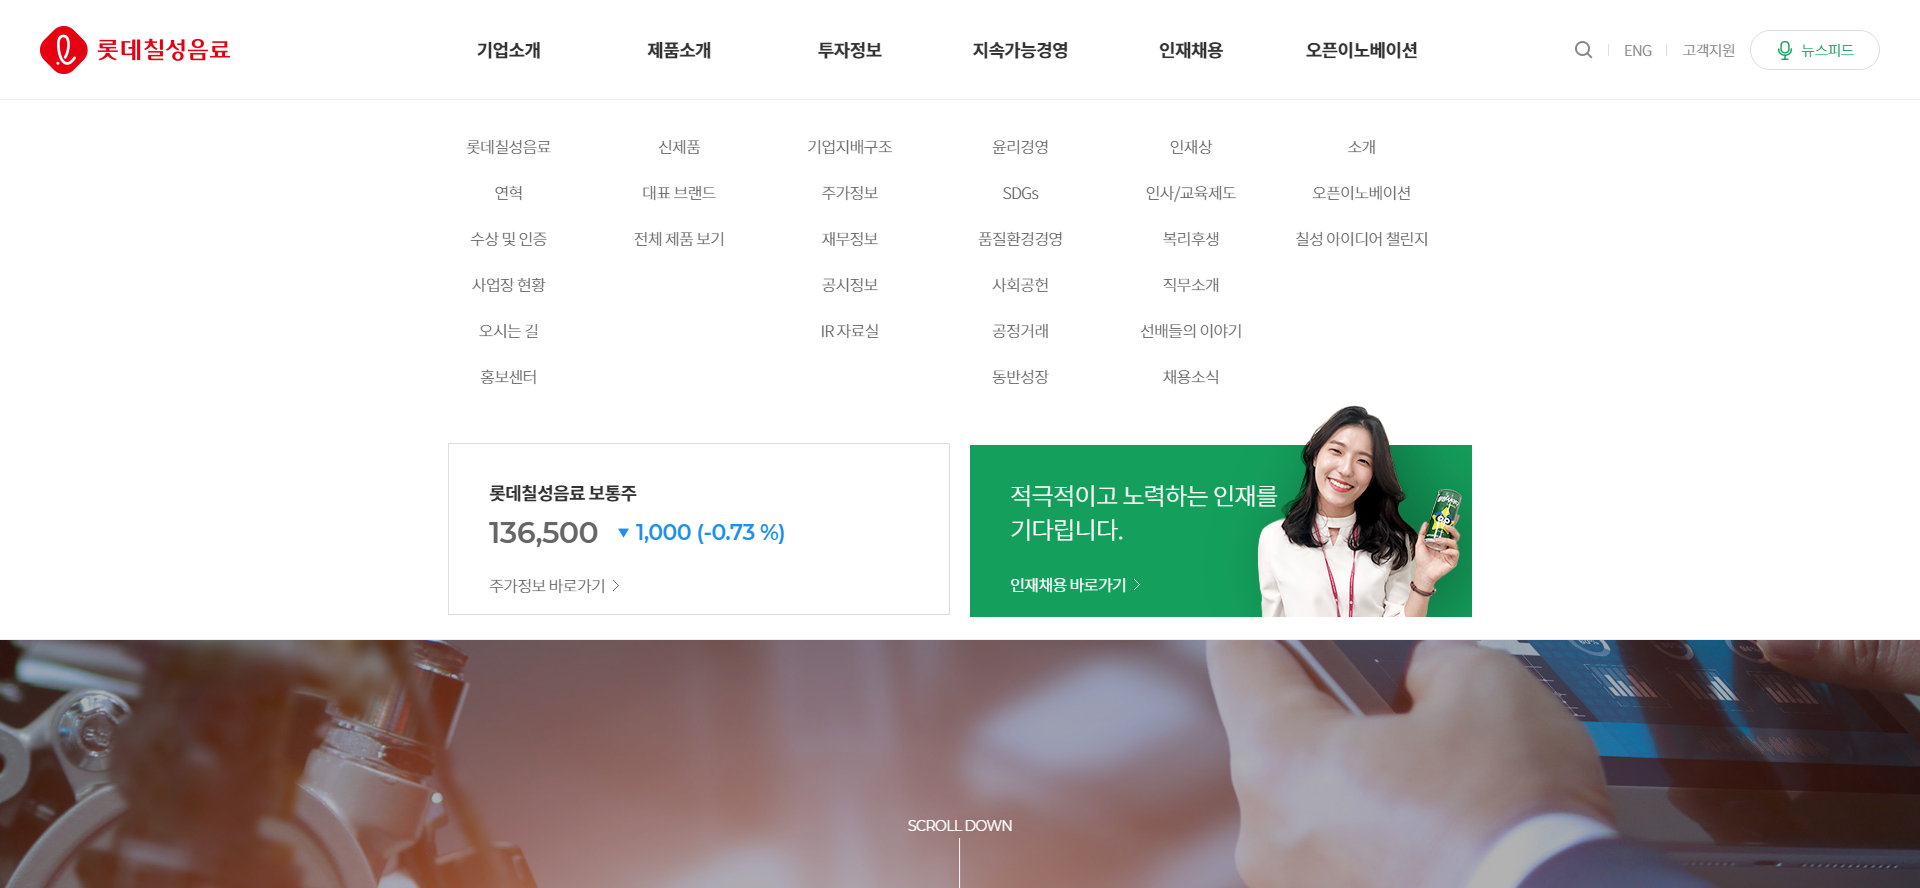 롯데칠성음료
기업소개 제품소개 투자정보 지속가능경영 인재채용 오픈이노베이션
ENG 고객지원 뉴스피드
롯데칠성음료 신제품 기업지배구조 윤리경영 인재상 소개
연혁 대표 브랜드 주가정보 SDGs 인사/교육제도 오픈이노베이션
수상 및 인증 전체 제품 보기 재무정보 품질환경경영 복리후생 칠성 아이디어 챌린지
사업장 현황 공시정보 사회공헌 직무소개
오시는 길 IR 자료실 공정거래 선배들의 이야기
홍보센터 동반성장 채용소식
롯데칠성음료 보통주
136,500 ▼ 1,000 (-0.73 %)
주가정보 바로가기
적극적이고 노력하는 인재를
기다립니다.
인재채용 바로가기
SCROLL DOWN